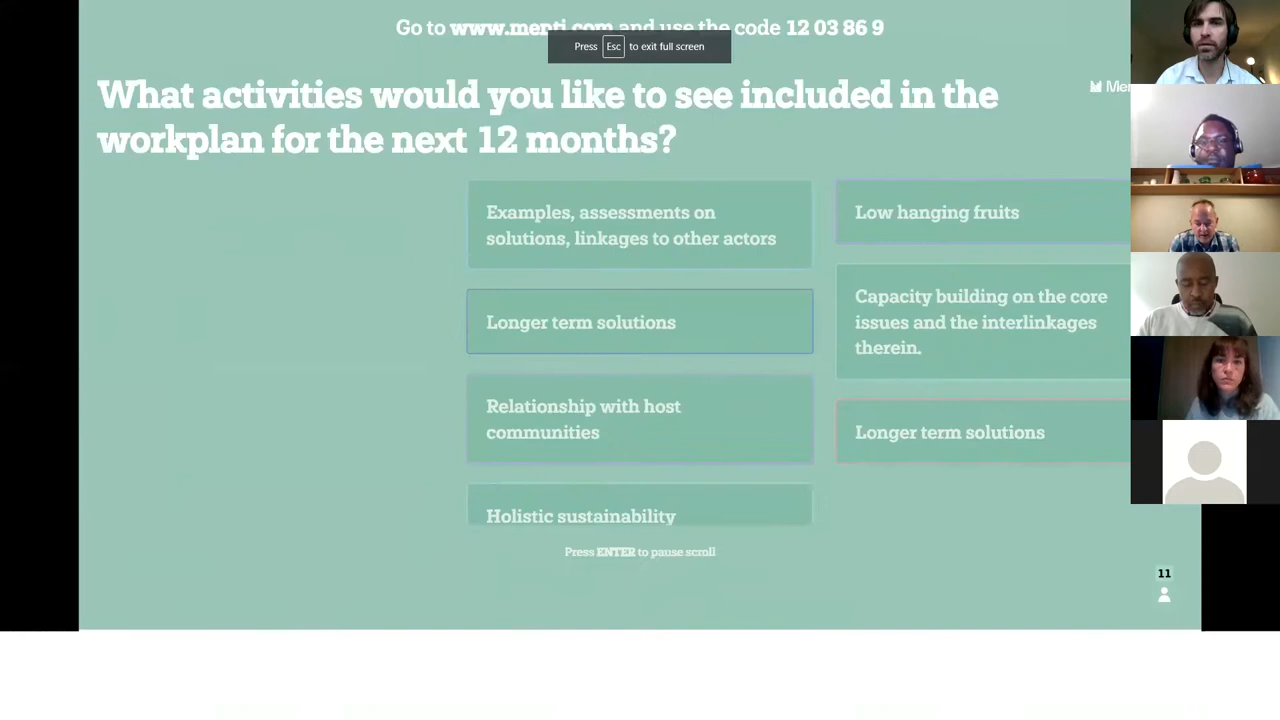 Go to www.menti.com and use the code 12 03 86 9
Press Esc to exit full screen
What activities would you like to see included in the
workplan for the next 12 months?
Examples, assessments on
solutions, linkages to other actors
Longer term solutions
Relationship with host
communities
Holistic sustainability
Low hanging fruits
Capacity building on the core
issues and the interlinkages
therein.
Longer term solutions
Press ENTER to pause scroll
11